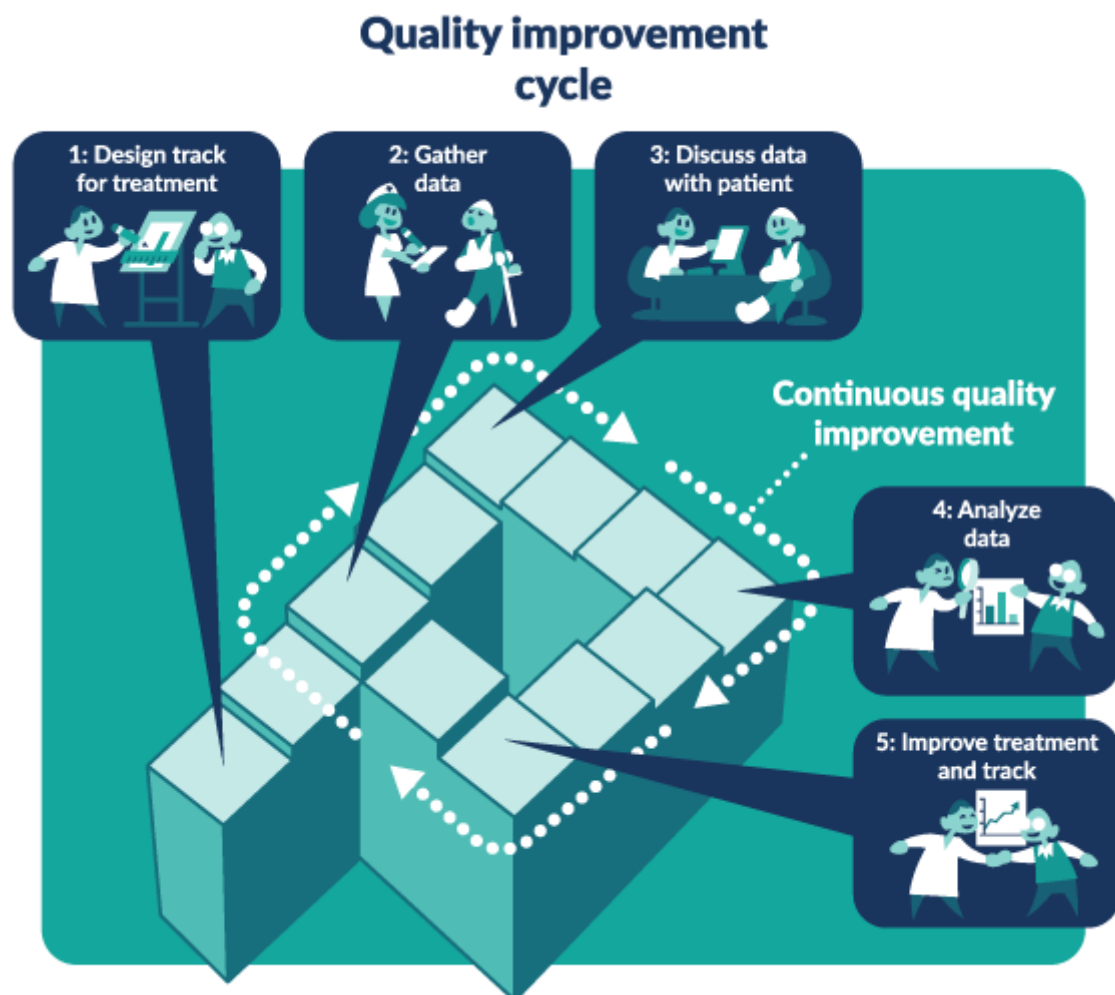 Quality improvement
cycle
1: Design track
for treatment
2: Gather
data
3: Discuss data
with patient
Continuous quality
improvement
4: Analyze
data
5: Improve treatment
and track